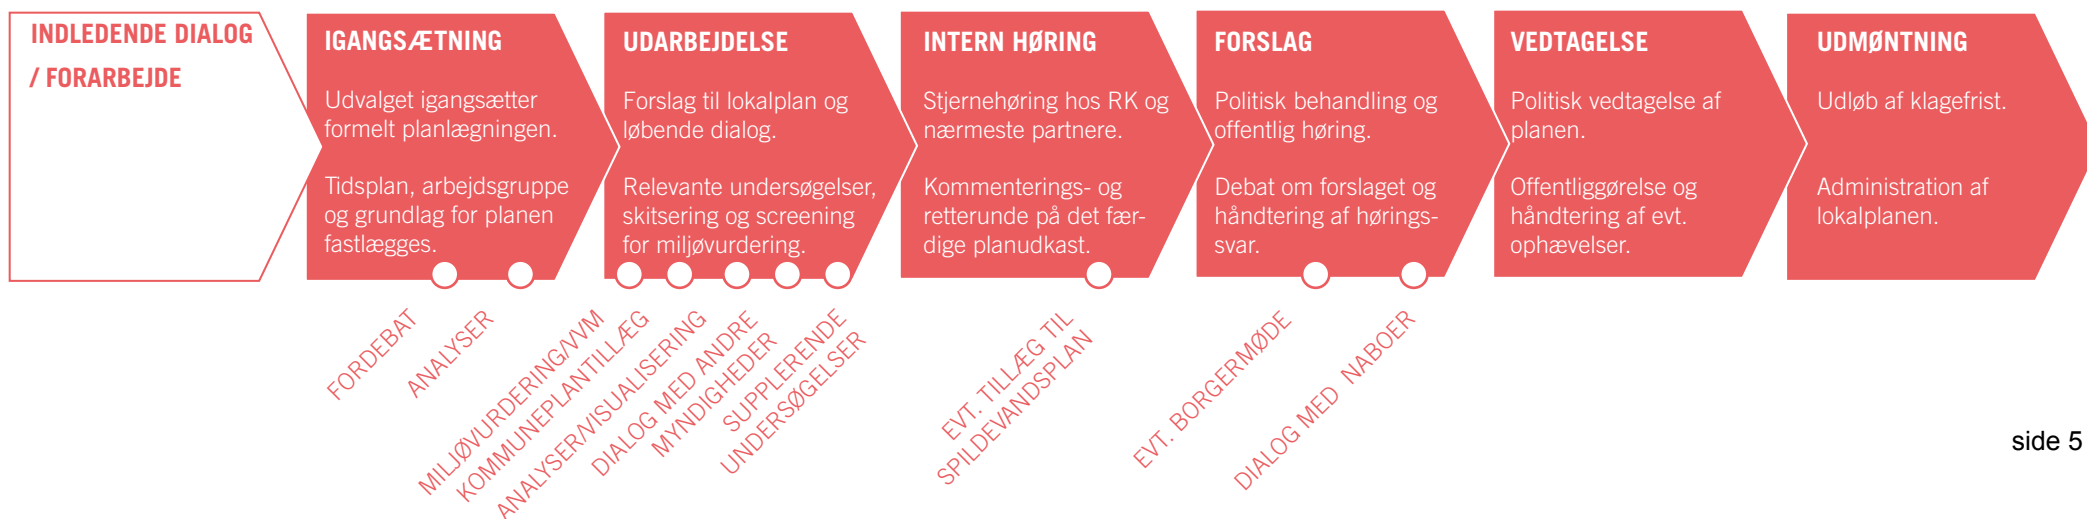 INDLEDENDE DIALOG
/ FORARBEJDE
IGANGSÆTNING
Udvalget igangsætter
formelt planlægningen.
Tidsplan, arbejdsgruppe
og grundlag for planen
fastlægges.
UDARBEJDELSE
Forslag til lokalplan og
løbende dialog.
Relevante undersøgelser,
skitsering og screening
for miljøvurdering.
INTERN HØRING
Stjernehøring hos RK og
nærmeste partnere.
Kommenterings- og
retterunde på det fær-
dige planudkast.
FORSLAG
Politisk behandling og
offentlig høring.
Debat om forslaget og
håndtering af hørings-
svar.
VEDTAGELSE
Politisk vedtagelse af
planen.
Offentliggørelse og
håndtering af evt.
ophævelser.
UDMØNTNING
Udløb af klagefrist.
Administration af
lokalplanen.
FORDEBAT
ANALYSER
MILJØVURDERING/VVM
KOMMUNEPLANTILLÆG
ANALYSER/VISUALISERING
DIALOG MED ANDRE
MYNDIGHEDER
SUPPLERENDE
UNDERSØGELSER
EVT. TILLÆG TIL
SPILDEVANDSPLAN
EVT. BORGERMØDE
DIALOG MED NABOER
side 5